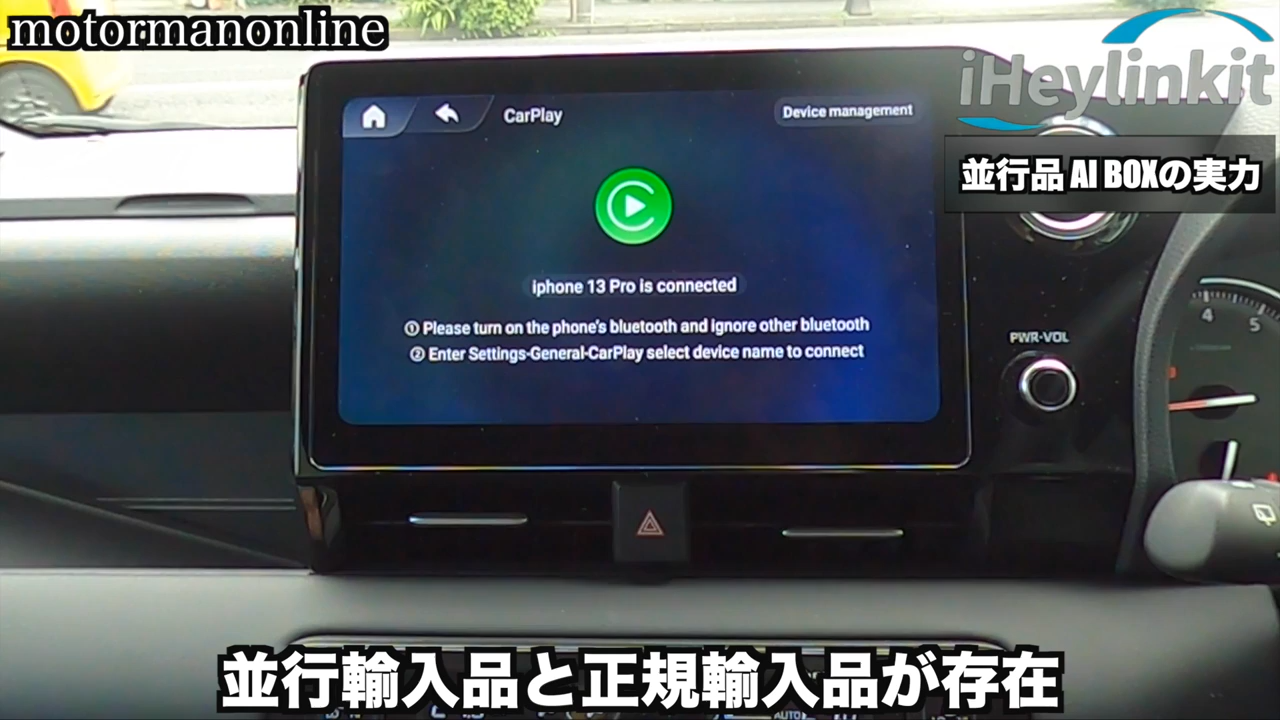 motormanonline
iHeylinkit
並行品 AI BOXの実力
CarPlay
Device management
iphone 13 Pro is connected
① Please turn on the phone's bluetooth and ignore other bluetooth
② Enter Settings-General-CarPlay select device name to connect
PWR·VOL
4
5
並行輸入品と正規輸入品が存在
AUTO